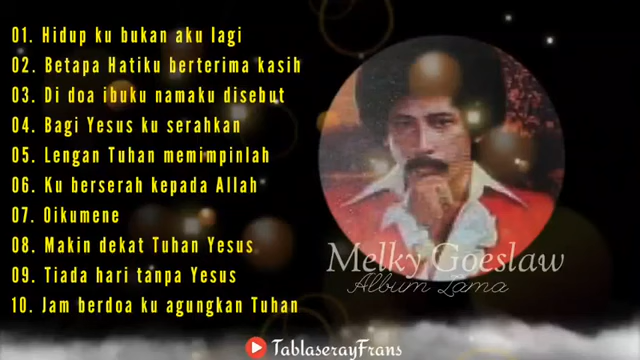 01. Hidup ku bukan aku lagi
02. Betapa Hatiku berterima kasih
03. Di doa ibuku namaku disebut
04. Bagi Yesus ku serahkan
05. Lengan Tuhan memimpinlah
06. Ku berserah kepada Allah
07. Oikumene
08. Makin dekat Tuhan Yesus
09. Tiada hari tanpa Yesus
10. Jam berdoa ku agungkan Tuhan
Melky Goeslaw
Album Lama
TablaserayFrans